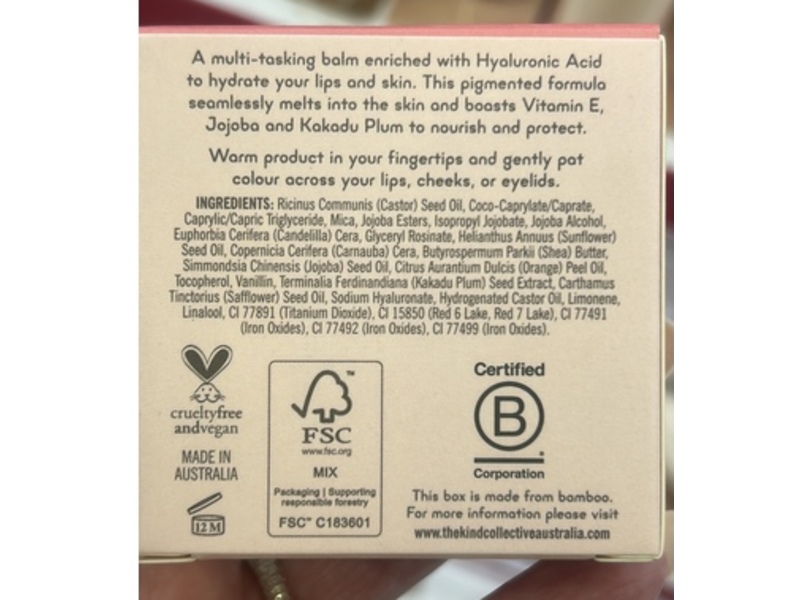 A multi-tasking balm enriched with Hyaluronic Acid
to hydrate your lips and skin. This pigmented formula
seamlessly melts into the skin and boasts Vitamin E,
Jojoba and Kakadu Plum to nourish and protect.
Warm product in your fingertips and gently pat
colour across your lips, cheeks, or eyelids.
INGREDIENTS: Ricinus Communis (Castor) Seed Oil, Coco-Caprylate/Caprate,
Caprylic/Capric Triglyceride, Mica, Jojoba Esters, Isopropyl Jojobate, Jojoba Alcohol,
Euphorbia Cerifera (Candelilla) Cera, Glyceryl Rosinate, Helianthus Annuus (Sunflower)
Seed Oil, Copernicia Cerifera (Carnauba) Cera, Butyrospermum Parkii (Shea) Butter,
Simmondsia Chinensis (Jojoba) Seed Oil, Citrus Aurantium Dulcis (Orange) Peel Oil,
Tocopherol, Vanillin, Terminalia Ferdinandiana (Kakadu Plum) Seed Extract, Carthamus
Tinctorius (Safflower) Seed Oil, Sodium Hyaluronate, Hydrogenated Castor Oil, Limonene,
Linalool, CI 77891 (Titanium Dioxide), CI 15850 (Red 6 Lake, Red 7 Lake), CI 77491
(Iron Oxides), CI 77492 (Iron Oxides), CI 77499 (Iron Oxides).
crueltyfree
andvegan
MADE IN
AUSTRALIA
12 M
FSC
www.fsc.org
MIX
Packaging | Supporting
responsible forestry
FSC™ C183601
Certified
B
Corporation
This box is made from bamboo.
For more information please visit
www.thekindcollectiveaustralia.com